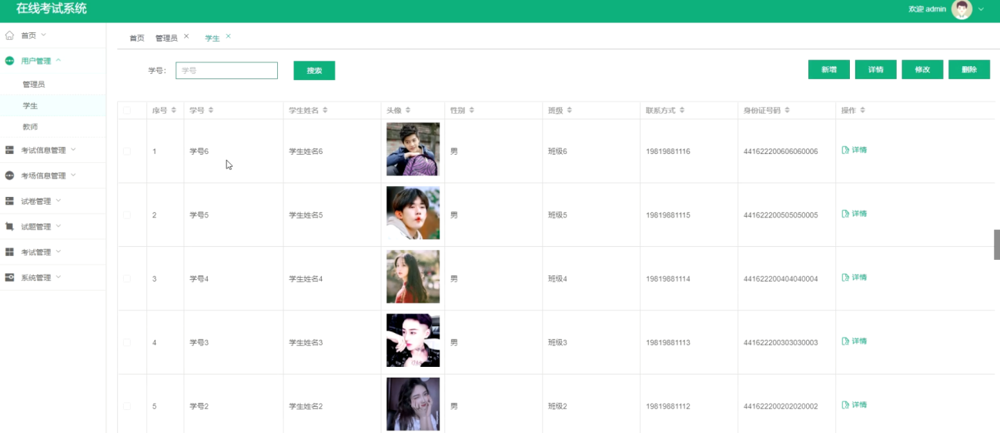 在线考试系统
欢迎 admin
首页
用户管理
管理员
学生
教师
考试信息管理
考场信息管理
试卷管理
试题管理
考试管理
系统管理
首页 管理员 × 学生 ×
学号： 学号 搜索 新增 详情 修改 删除
序号 学号 学生姓名 头像 性别 班级 联系方式 身份证号码 操作
1 学号6 学生姓名6 男 班级6 19819881116 441622200606060006 详情
2 学号5 学生姓名5 男 班级5 19819881115 441622200505050005 详情
3 学号4 学生姓名4 男 班级4 19819881114 441622200404040004 详情
4 学号3 学生姓名3 男 班级3 19819881113 441622200303030003 详情
5 学号2 学生姓名2 男 班级2 19819881112 441622200202020002 详情